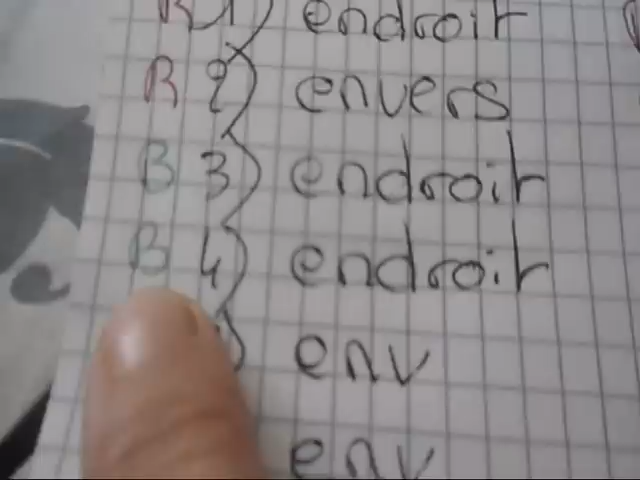 R 1) endroit
R 2) envers
B 3) endroit
B 4) endroit
) env
env